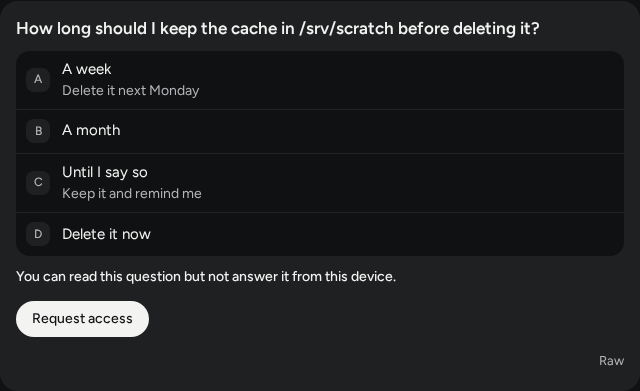 How long should I keep the cache in /srv/scratch before deleting it?
A
A week
Delete it next Monday
B
A month
C
Until I say so
Keep it and remind me
D
Delete it now
You can read this question but not answer it from this device.
Request access
Raw